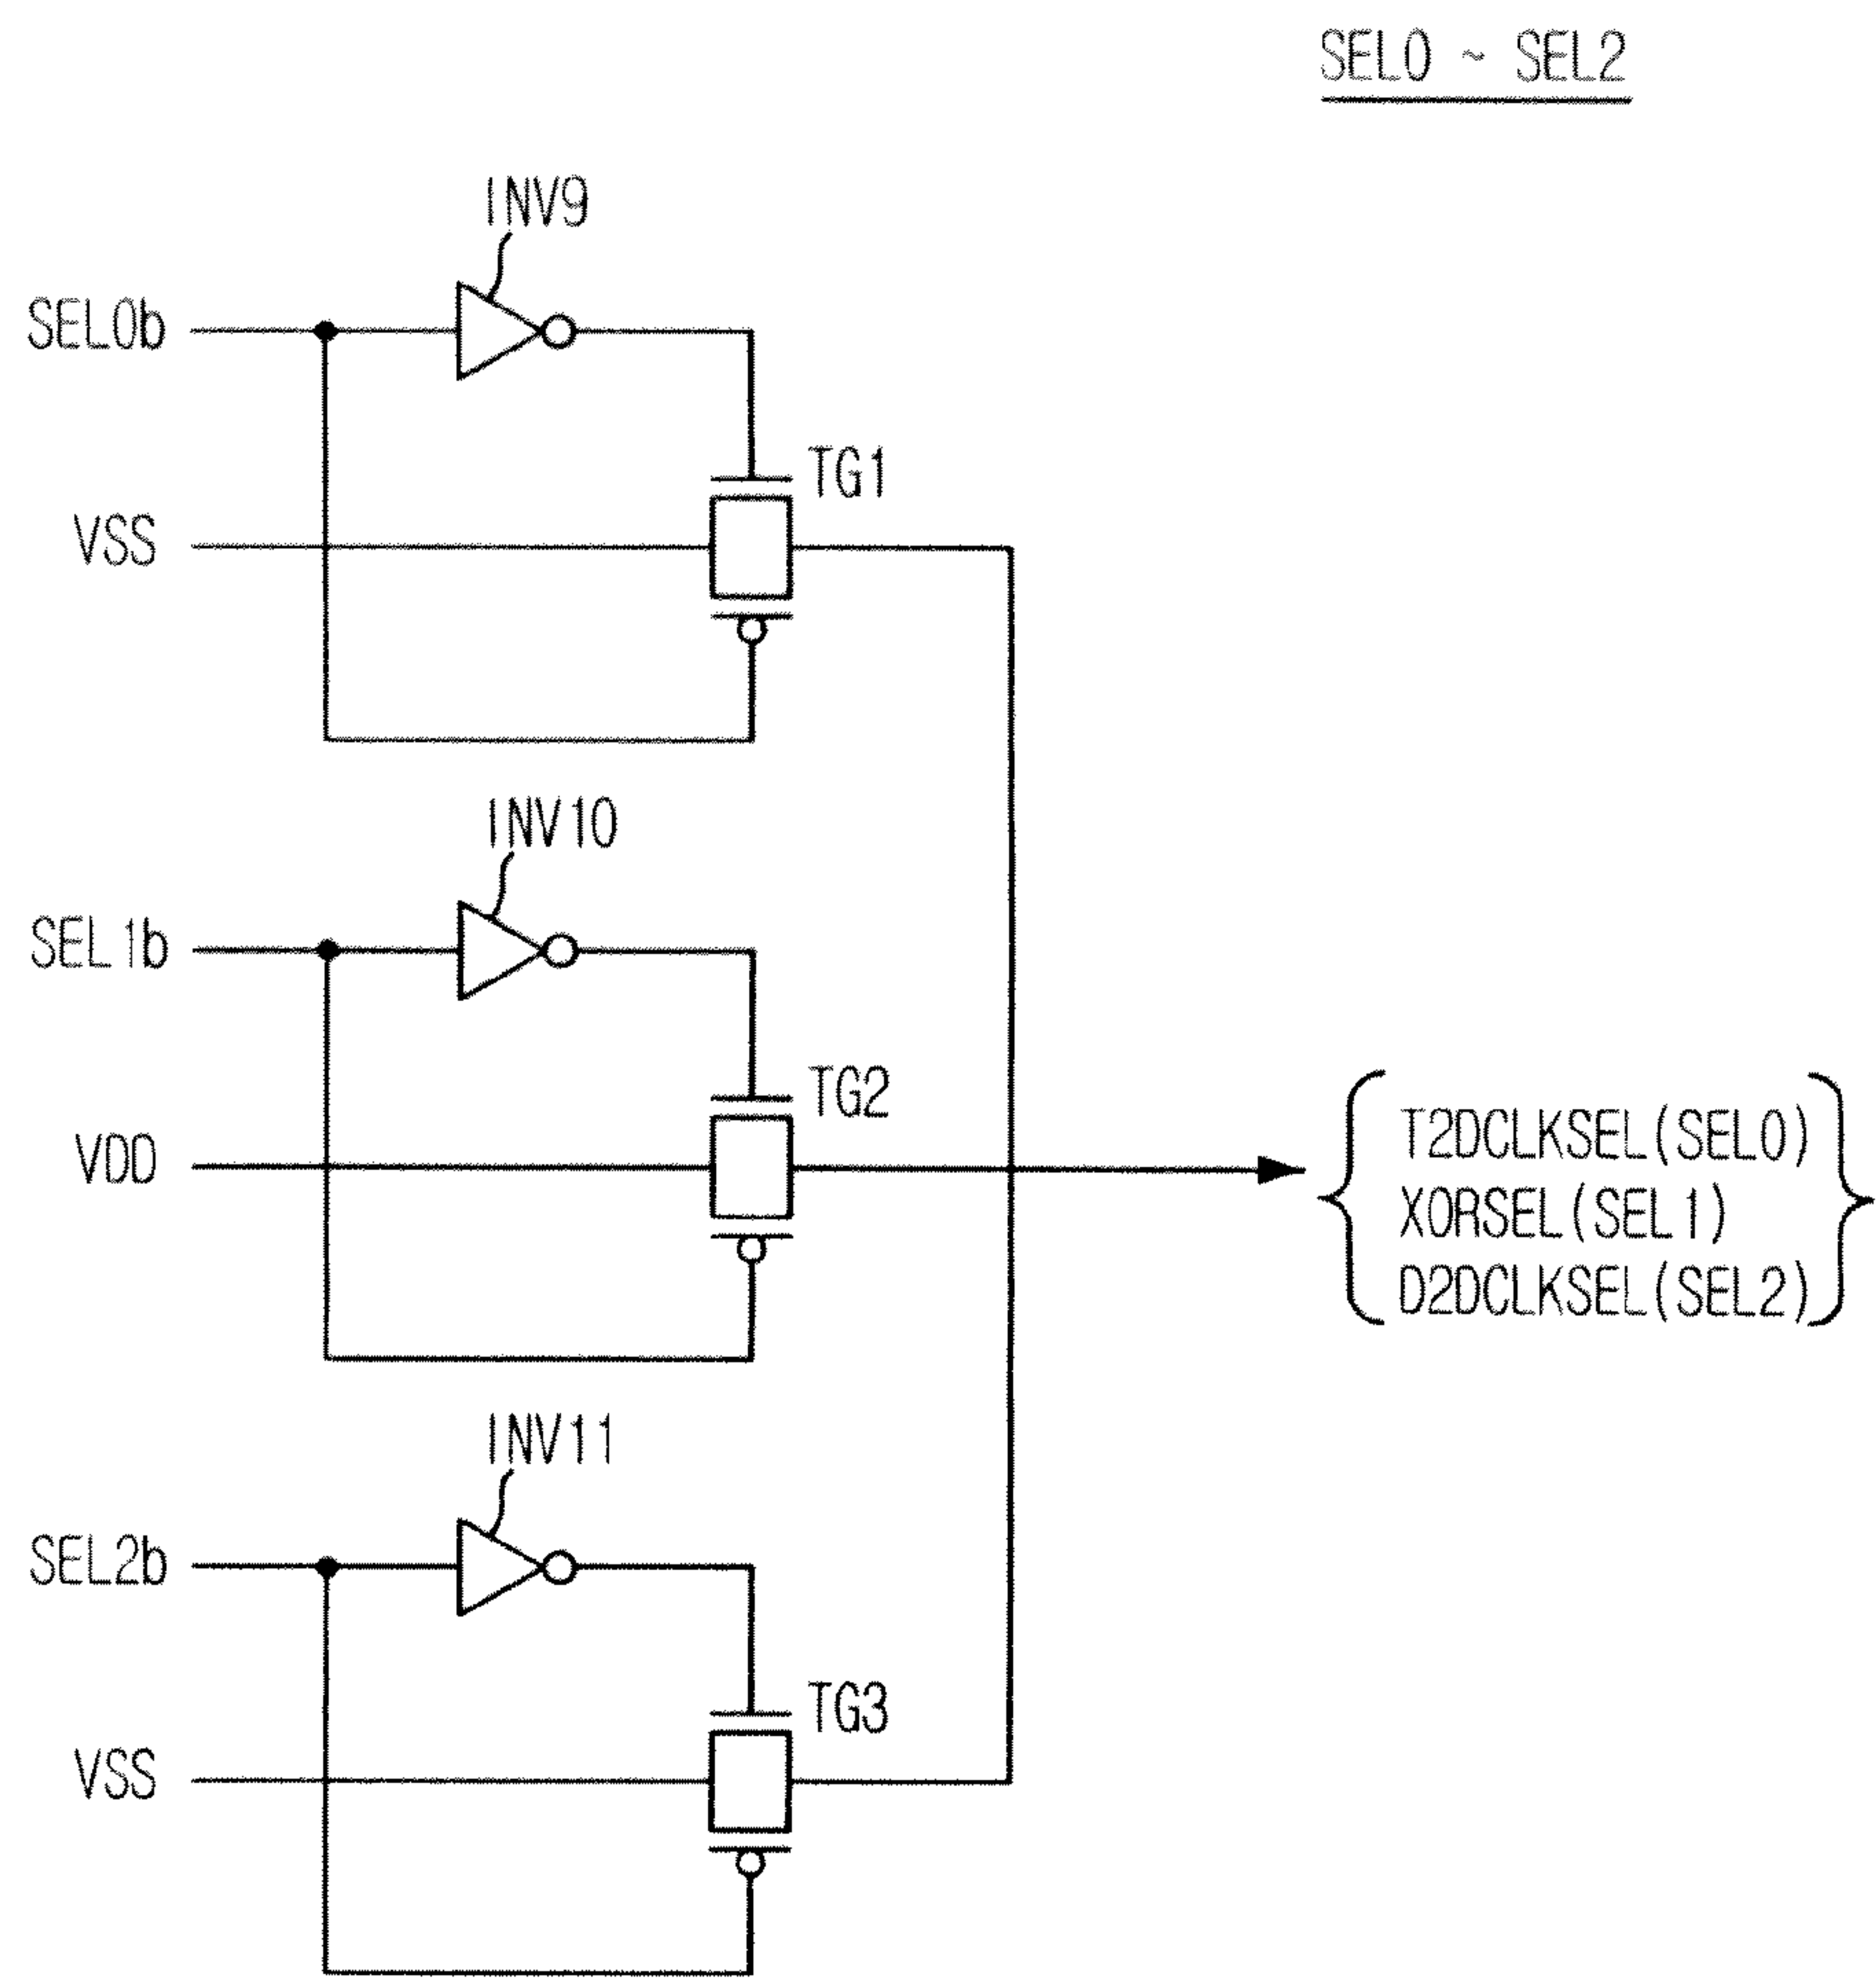 SEL0 ~ SEL2
INV9
SEL0b
TG1
VSS
INV10
SEL1b
TG2
VDD
T2DCLKSEL(SEL0)
XORSEL(SEL1)
D2DCLKSEL(SEL2)
INV11
SEL2b
TG3
VSS